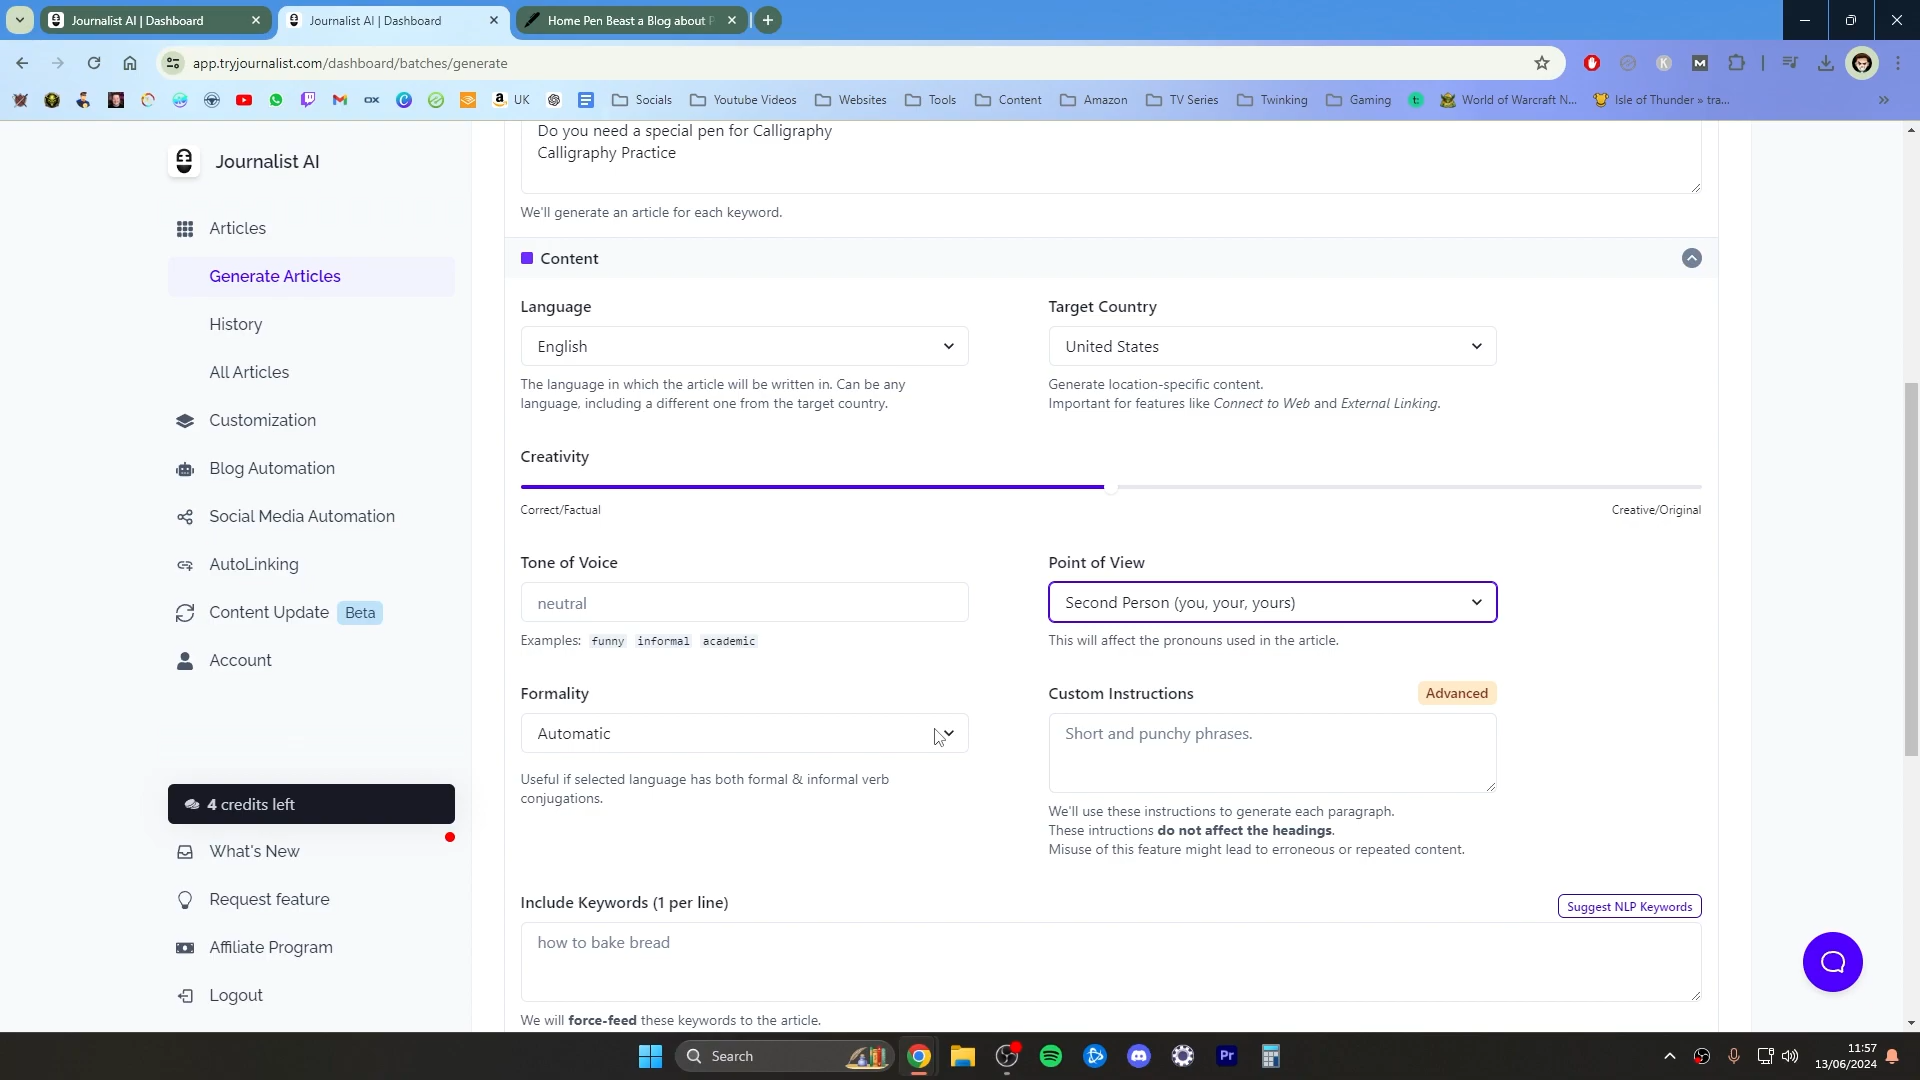 Journalist AI | Dashboard
Journalist AI | Dashboard
Home Pen Beast a Blog about P
app.tryjournalist.com/dashboard/batches/generate
UK
Socials
Youtube Videos
Websites
Tools
Content
Amazon
TV Series
Twinking
Gaming
World of Warcraft N...
Isle of Thunder » tra...
Journalist AI
Articles
Generate Articles
History
All Articles
Customization
Blog Automation
Social Media Automation
AutoLinking
Content Update Beta
Account
4 credits left
What's New
Request feature
Affiliate Program
Logout
Do you need a special pen for Calligraphy
Calligraphy Practice
We'll generate an article for each keyword.
Content
Language
English
The language in which the article will be written in. Can be any
language, including a different one from the target country.
Target Country
United States
Generate location-specific content.
Important for features like Connect to Web and External Linking.
Creativity
Correct/Factual
Creative/Original
Tone of Voice
neutral
Examples: funny informal academic
Point of View
Second Person (you, your, yours)
This will affect the pronouns used in the article.
Formality
Automatic
Useful if selected language has both formal & informal verb
conjugations.
Custom Instructions
Advanced
Short and punchy phrases.
We'll use these instructions to generate each paragraph.
These intructions do not affect the headings.
Misuse of this feature might lead to erroneous or repeated content.
Include Keywords (1 per line)
Suggest NLP Keywords
how to bake bread
We will force-feed these keywords to the article.
Search
11:57
13/06/2024